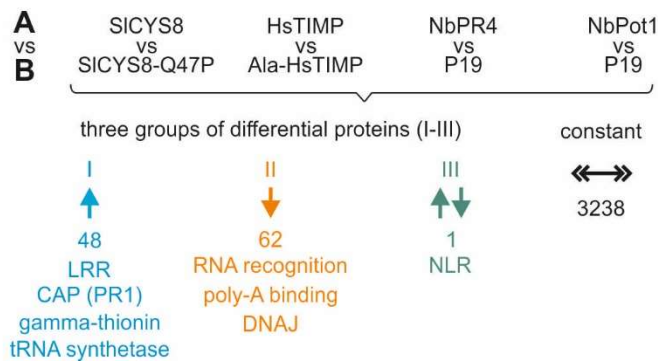 A vs B
SlCYS8 vs SlCYS8-Q47P
HsTIMP vs Ala-HsTIMP
NbPR4 vs P19
NbPot1 vs P19
three groups of differential proteins (I-III)
constant
I
48
LRR
CAP (PR1)
gamma-thionin
tRNA synthetase
II
62
RNA recognition
poly-A binding
DNAJ
III
1
NLR
3238